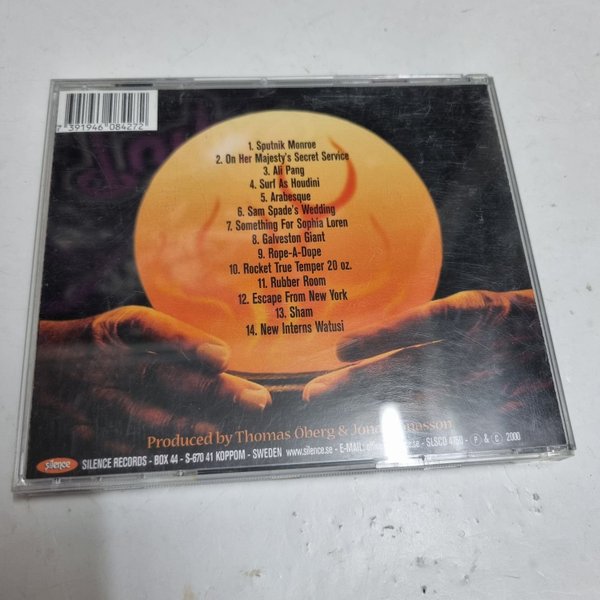 7 391946 084272
1. Sputnik Monroe
2. On Her Majesty's Secret Service
3. Ali Pang
4. Surf As Houdini
5. Arabesque
6. Sam Spade's Wedding
7. Something For Sophia Loren
8. Galveston Giant
9. Rope-A-Dope
10. Rocket True Temper 20 oz.
11. Rubber Room
12. Escape From New York
13. Sham
14. New Interns Watusi
Produced by Thomas Öberg &
silence SILENCE RECORDS - BOX 44 - S-670 41 KOPPOM - SWEDEN www.silence.se - E-MAIL: - SLSCD - ℗ & © 2000